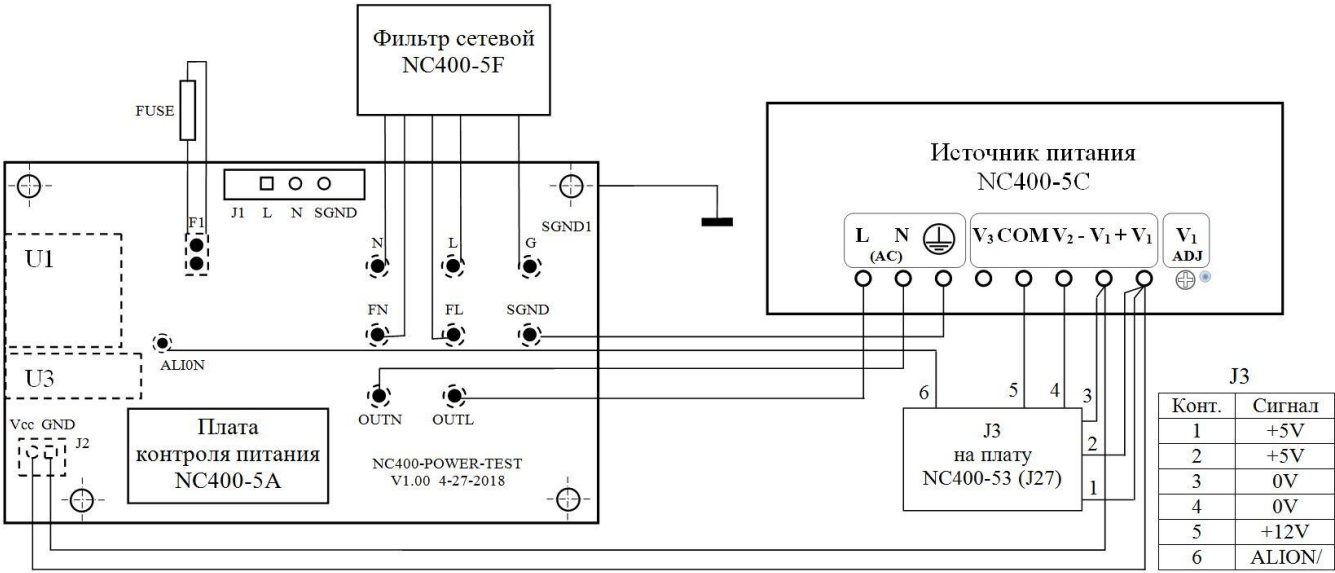 Фильтр сетевой
NC400-5F
FUSE
J1 L N SGND
F1
SGND1
N L G
U1
FN FL SGND
ALI0N
U3
OUTN OUTL
Vcc GND
J2
Плата
контроля питания
NC400-5A
NC400-POWER-TEST
V1.00 4-27-2018
Источник питания
NC400-5C
L N
(AC)
V3 COM V2 - V1 + V1
V1
ADJ
6 5 4 3
2
1
J3
на плату
NC400-53 (J27)
J3
Конт. Сигнал
1 +5V
2 +5V
3 0V
4 0V
5 +12V
6 ALION/